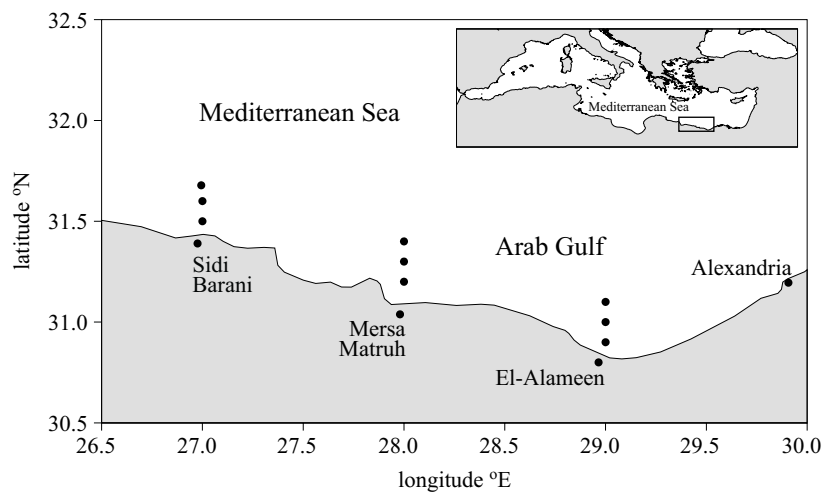 32.5
Mediterranean Sea
Mediterranean Sea
32.0
latitude ºN
31.5
Arab Gulf
Sidi
Barani
Alexandria
31.0
Mersa
Matruh
El-Alameen
30.5
26.5 27.0 27.5 28.0 28.5 29.0 29.5 30.0
longitude ºE